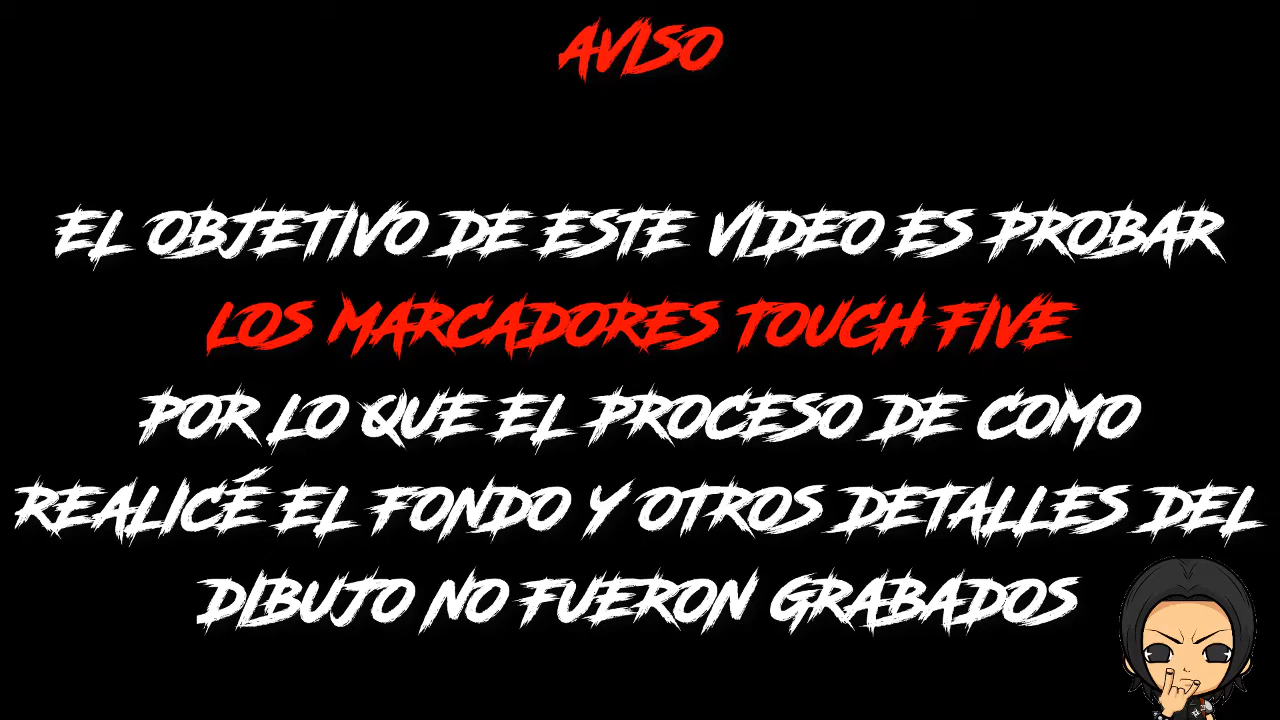 AVISO
EL OBJETIVO DE ESTE VIDEO ES PROBAR
LOS MARCADORES TOUCH FIVE
POR LO QUE EL PROCESO DE COMO
REALICÉ EL FONDO Y OTROS DETALLES DEL
DIBUJO NO FUERON GRABADOS